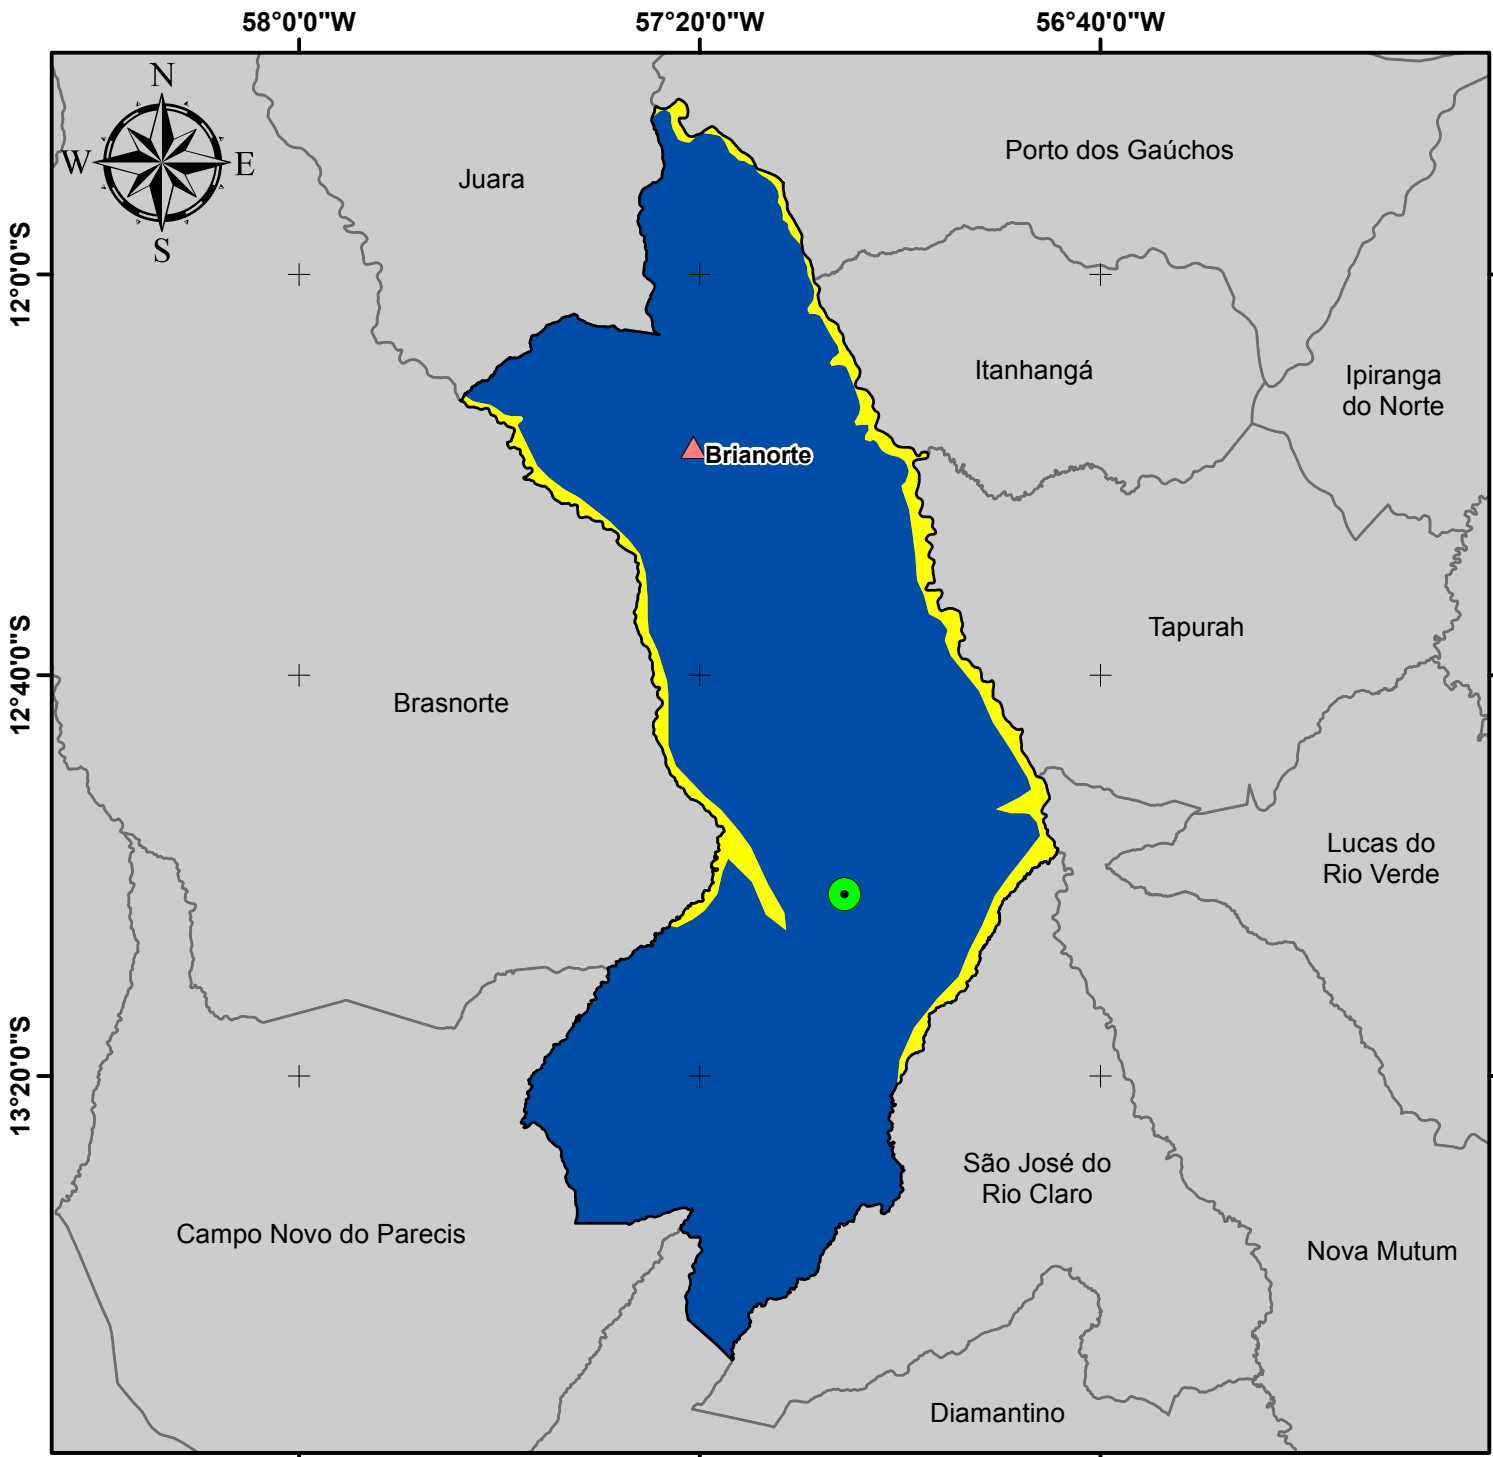 58°0'0"W
57°20'0"W
56°40'0"W
N
W
E
S
12°0'0"S
12°40'0"S
13°20'0"S
Porto dos Gaúchos
Juara
Itanhangá
Ipiranga
do Norte
Brianorte
Tapurah
Brasnorte
Lucas do
Rio Verde
São José do
Rio Claro
Campo Novo do Parecis
Nova Mutum
Diamantino